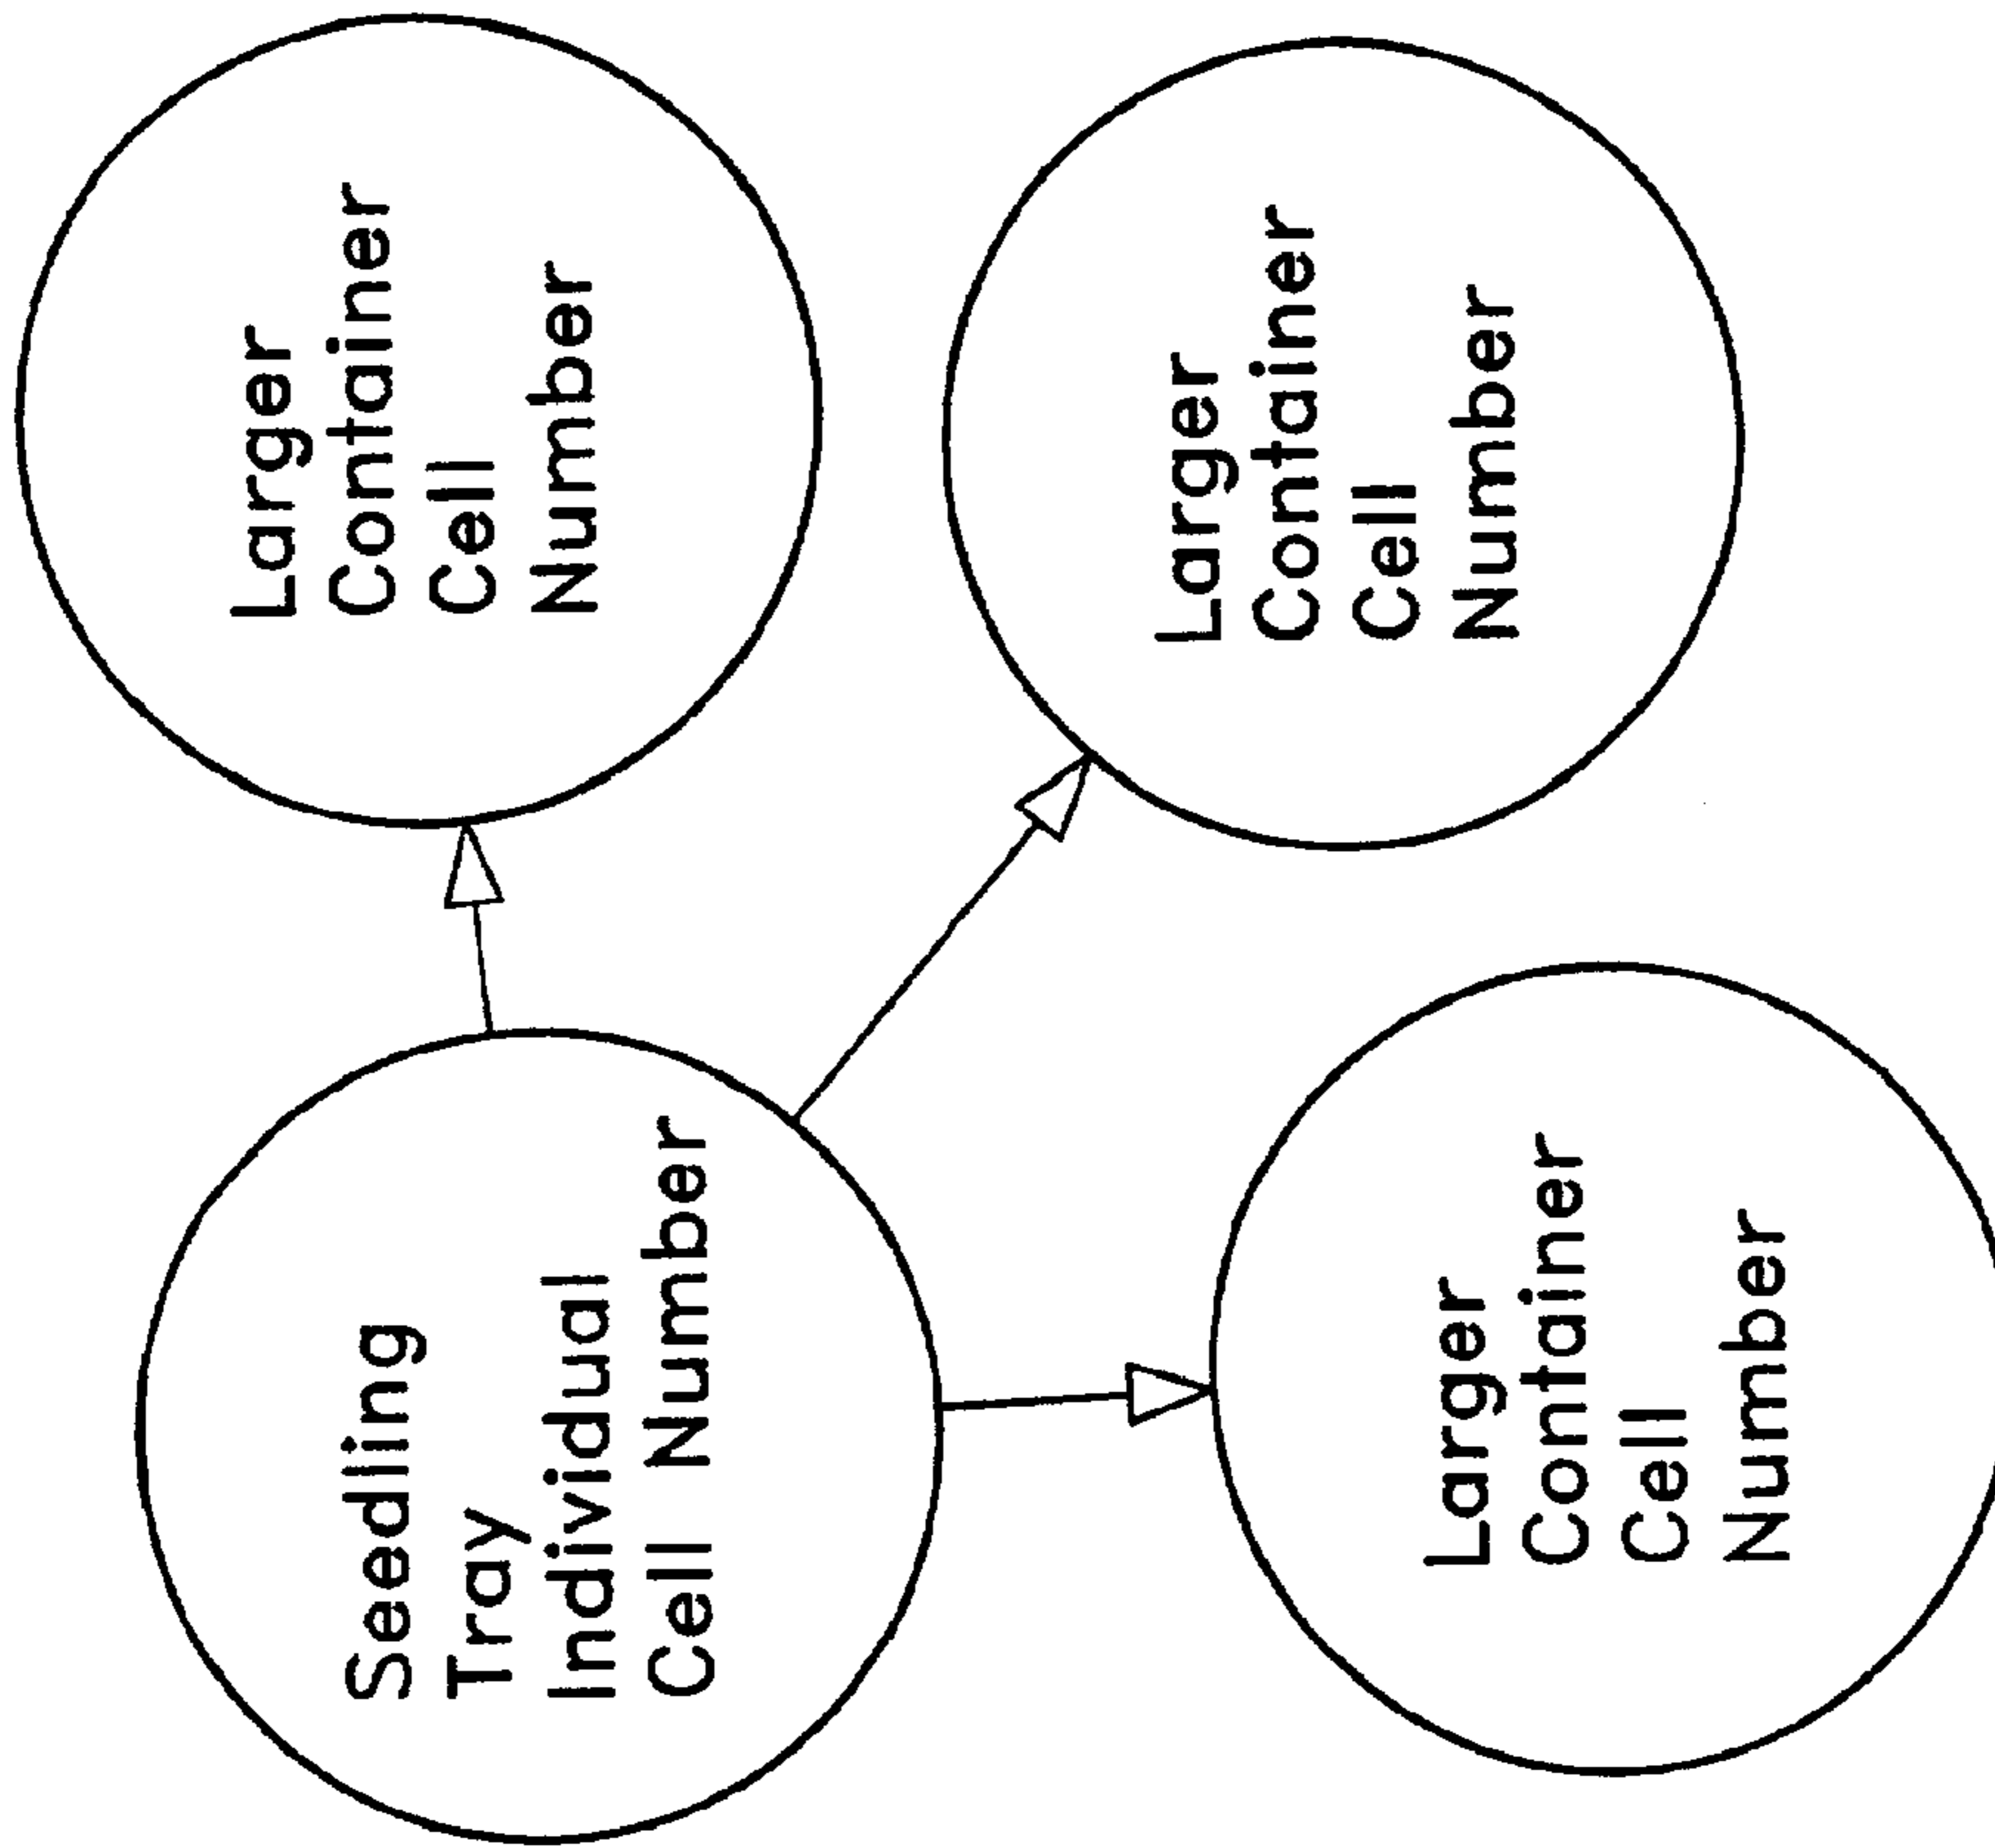 Larger
Container
Cell
Number
Larger
Container
Cell
Number
Seedling
Tray
Individual
Cell Number
Larger
Container
Cell
Number